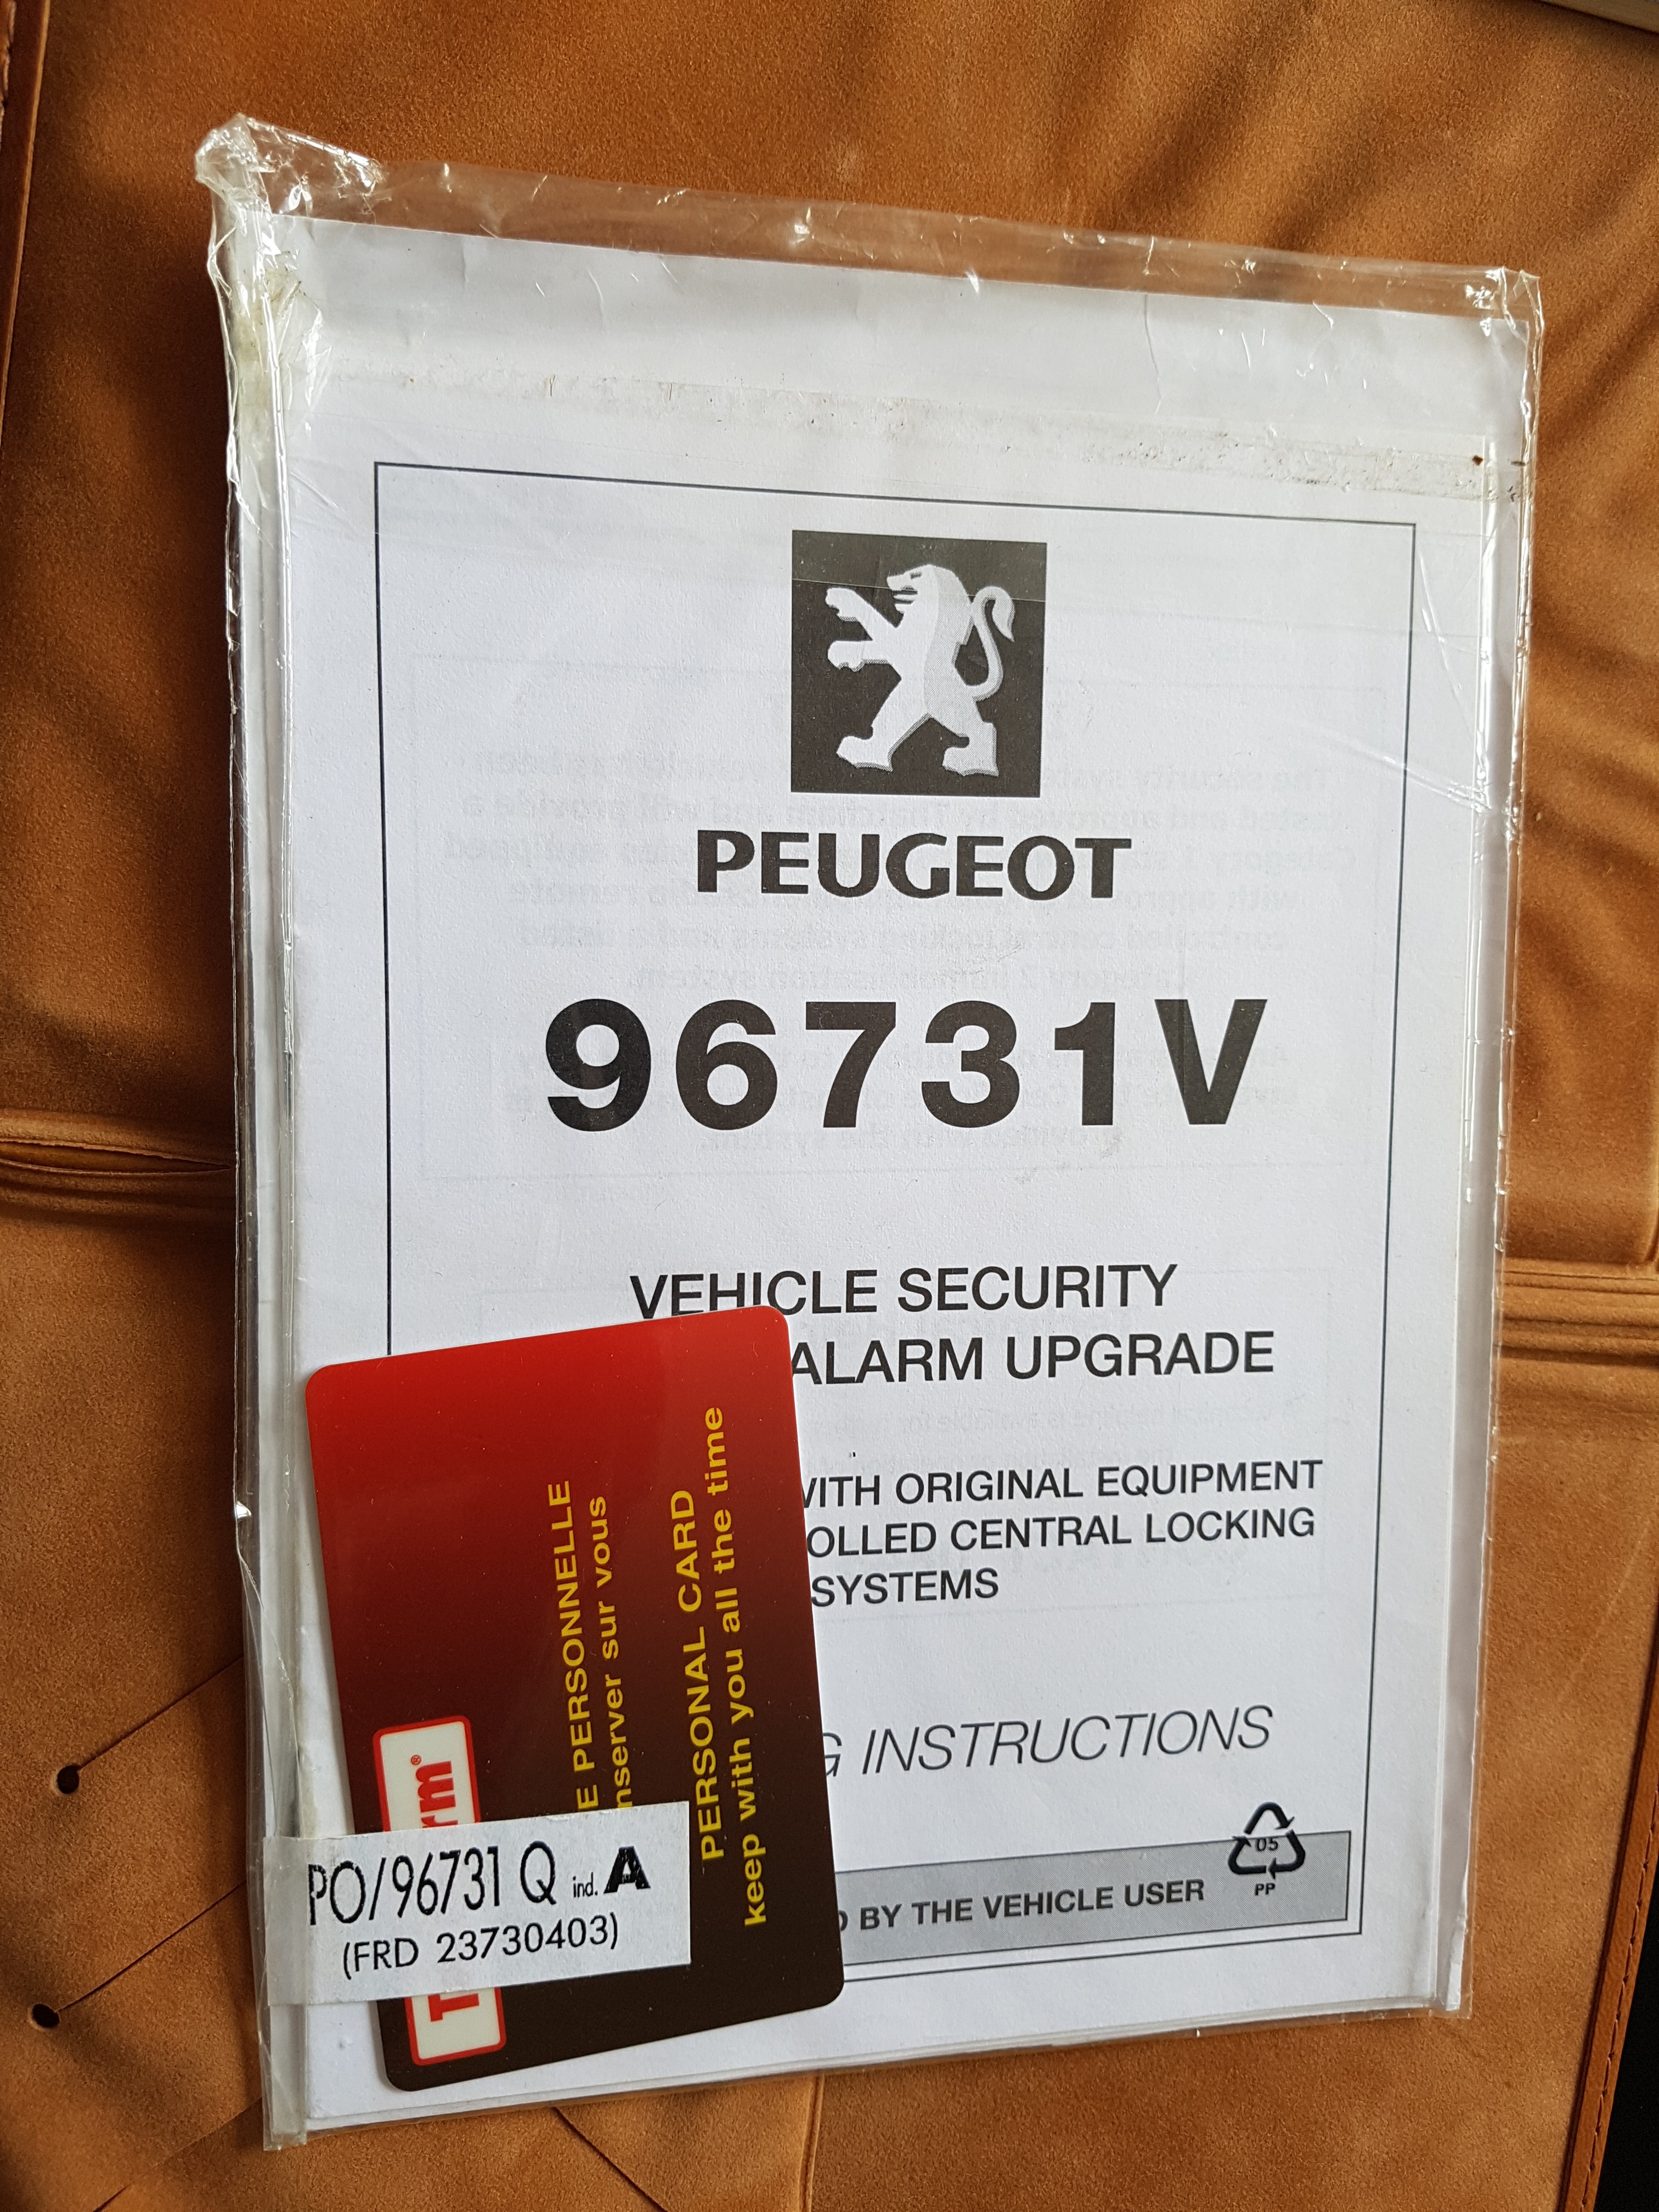 PEUGEOT
96731V
VEHICLE SECURITY
ALARM UPGRADE
WITH ORIGINAL EQUIPMENT
OLLED CENTRAL LOCKING
SYSTEMS
G INSTRUCTIONS
BY THE VEHICLE USER
05
PP
E PERSONNELLE
nserver sur vous
PERSONAL CARD
keep with you all the time
T
rm®
PO/96731 Q ind. A
(FRD 23730403)